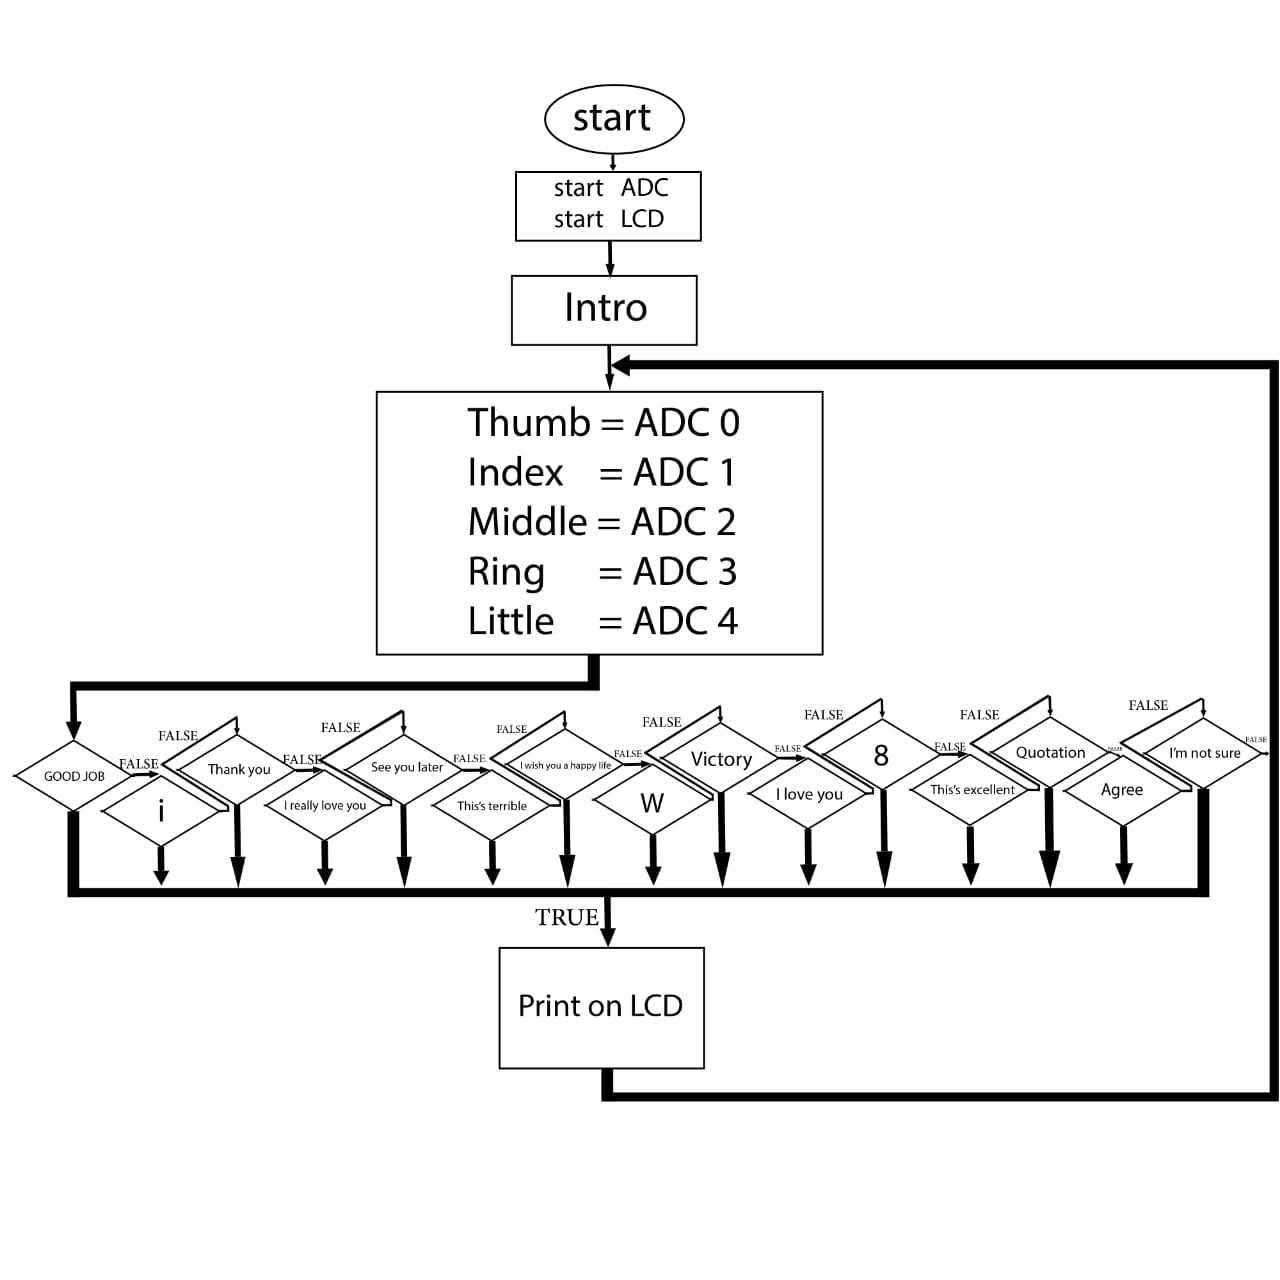 start
start ADC
start LCD
Intro
Thumb = ADC 0
Index = ADC 1
Middle = ADC 2
Ring = ADC 3
Little = ADC 4
GOOD JOB
FALSE
i
FALSE
Thank you
FALSE
I really love you
FALSE
See you later
FALSE
This's terrible
FALSE
I wish you a happy life
FALSE
W
FALSE
Victory
FALSE
I love you
FALSE
8
FALSE
This's excellent
FALSE
Quotation
FALSE
Agree
FALSE
I'm not sure
FALSE
TRUE
Print on LCD